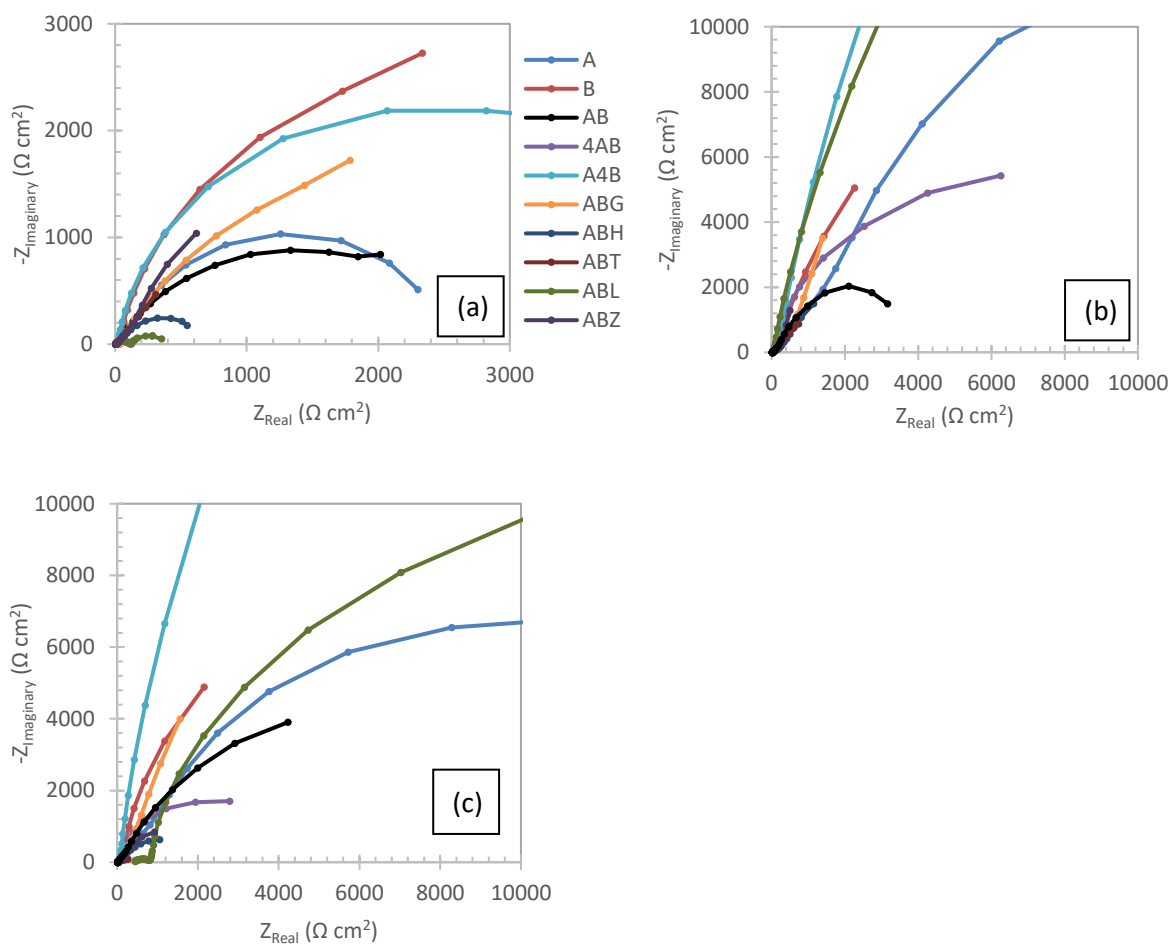 3000
2000
1000
0
-Z_Imaginary (Ω cm²)
0 1000 2000 3000
Z_Real (Ω cm²)
(a)
A
B
AB
4AB
A4B
ABG
ABH
ABT
ABL
ABZ
10000
8000
6000
4000
2000
0
-Z_Imaginary (Ω cm²)
0 2000 4000 6000 8000 10000
Z_Real (Ω cm²)
(b)
10000
8000
6000
4000
2000
0
-Z_Imaginary (Ω cm²)
0 2000 4000 6000 8000 10000
Z_Real (Ω cm²)
(c)